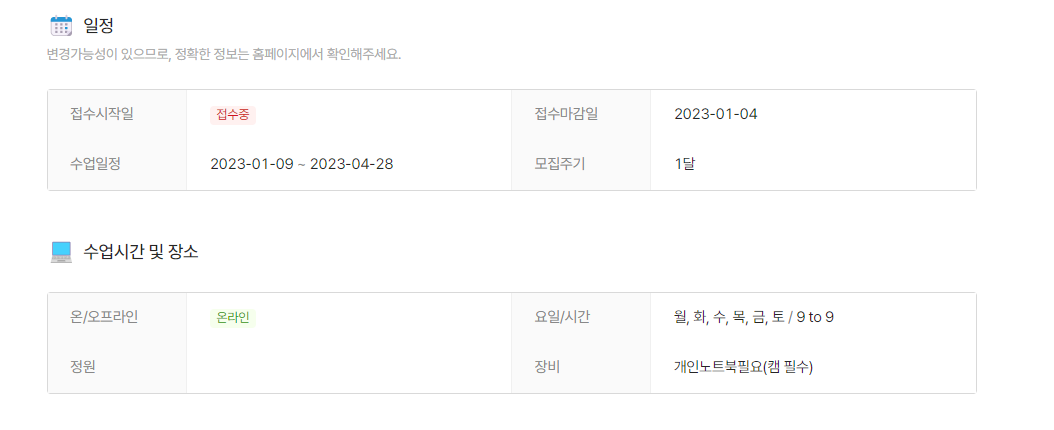 일정
변경가능성이 있으므로, 정확한 정보는 홈페이지에서 확인해주세요.
접수시작일 접수중 접수마감일 2023-01-04
수업일정 2023-01-09 ~ 2023-04-28 모집주기 1달
수업시간 및 장소
온/오프라인 온라인 요일/시간 월, 화, 수, 목, 금, 토 / 9 to 9
정원 장비 개인노트북필요(캠 필수)